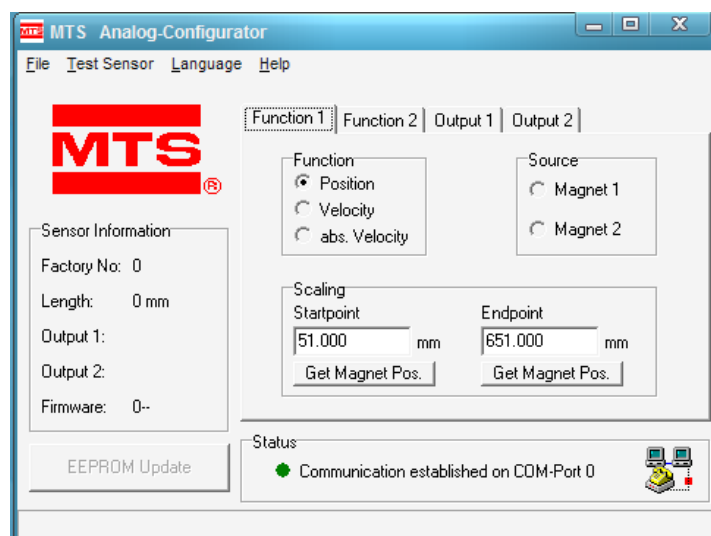 MTS Analog-Configurator
File Test Sensor Language Help
MTS
®
Function 1 Function 2 Output 1 Output 2
Function
Position
Velocity
abs. Velocity
Source
Magnet 1
Magnet 2
Sensor Information
Factory No: 0
Length: 0 mm
Output 1:
Output 2:
Firmware: 0--
Scaling
Startpoint Endpoint
51.000 mm 651.000 mm
Get Magnet Pos. Get Magnet Pos.
EEPROM Update
Status
Communication established on COM-Port 0